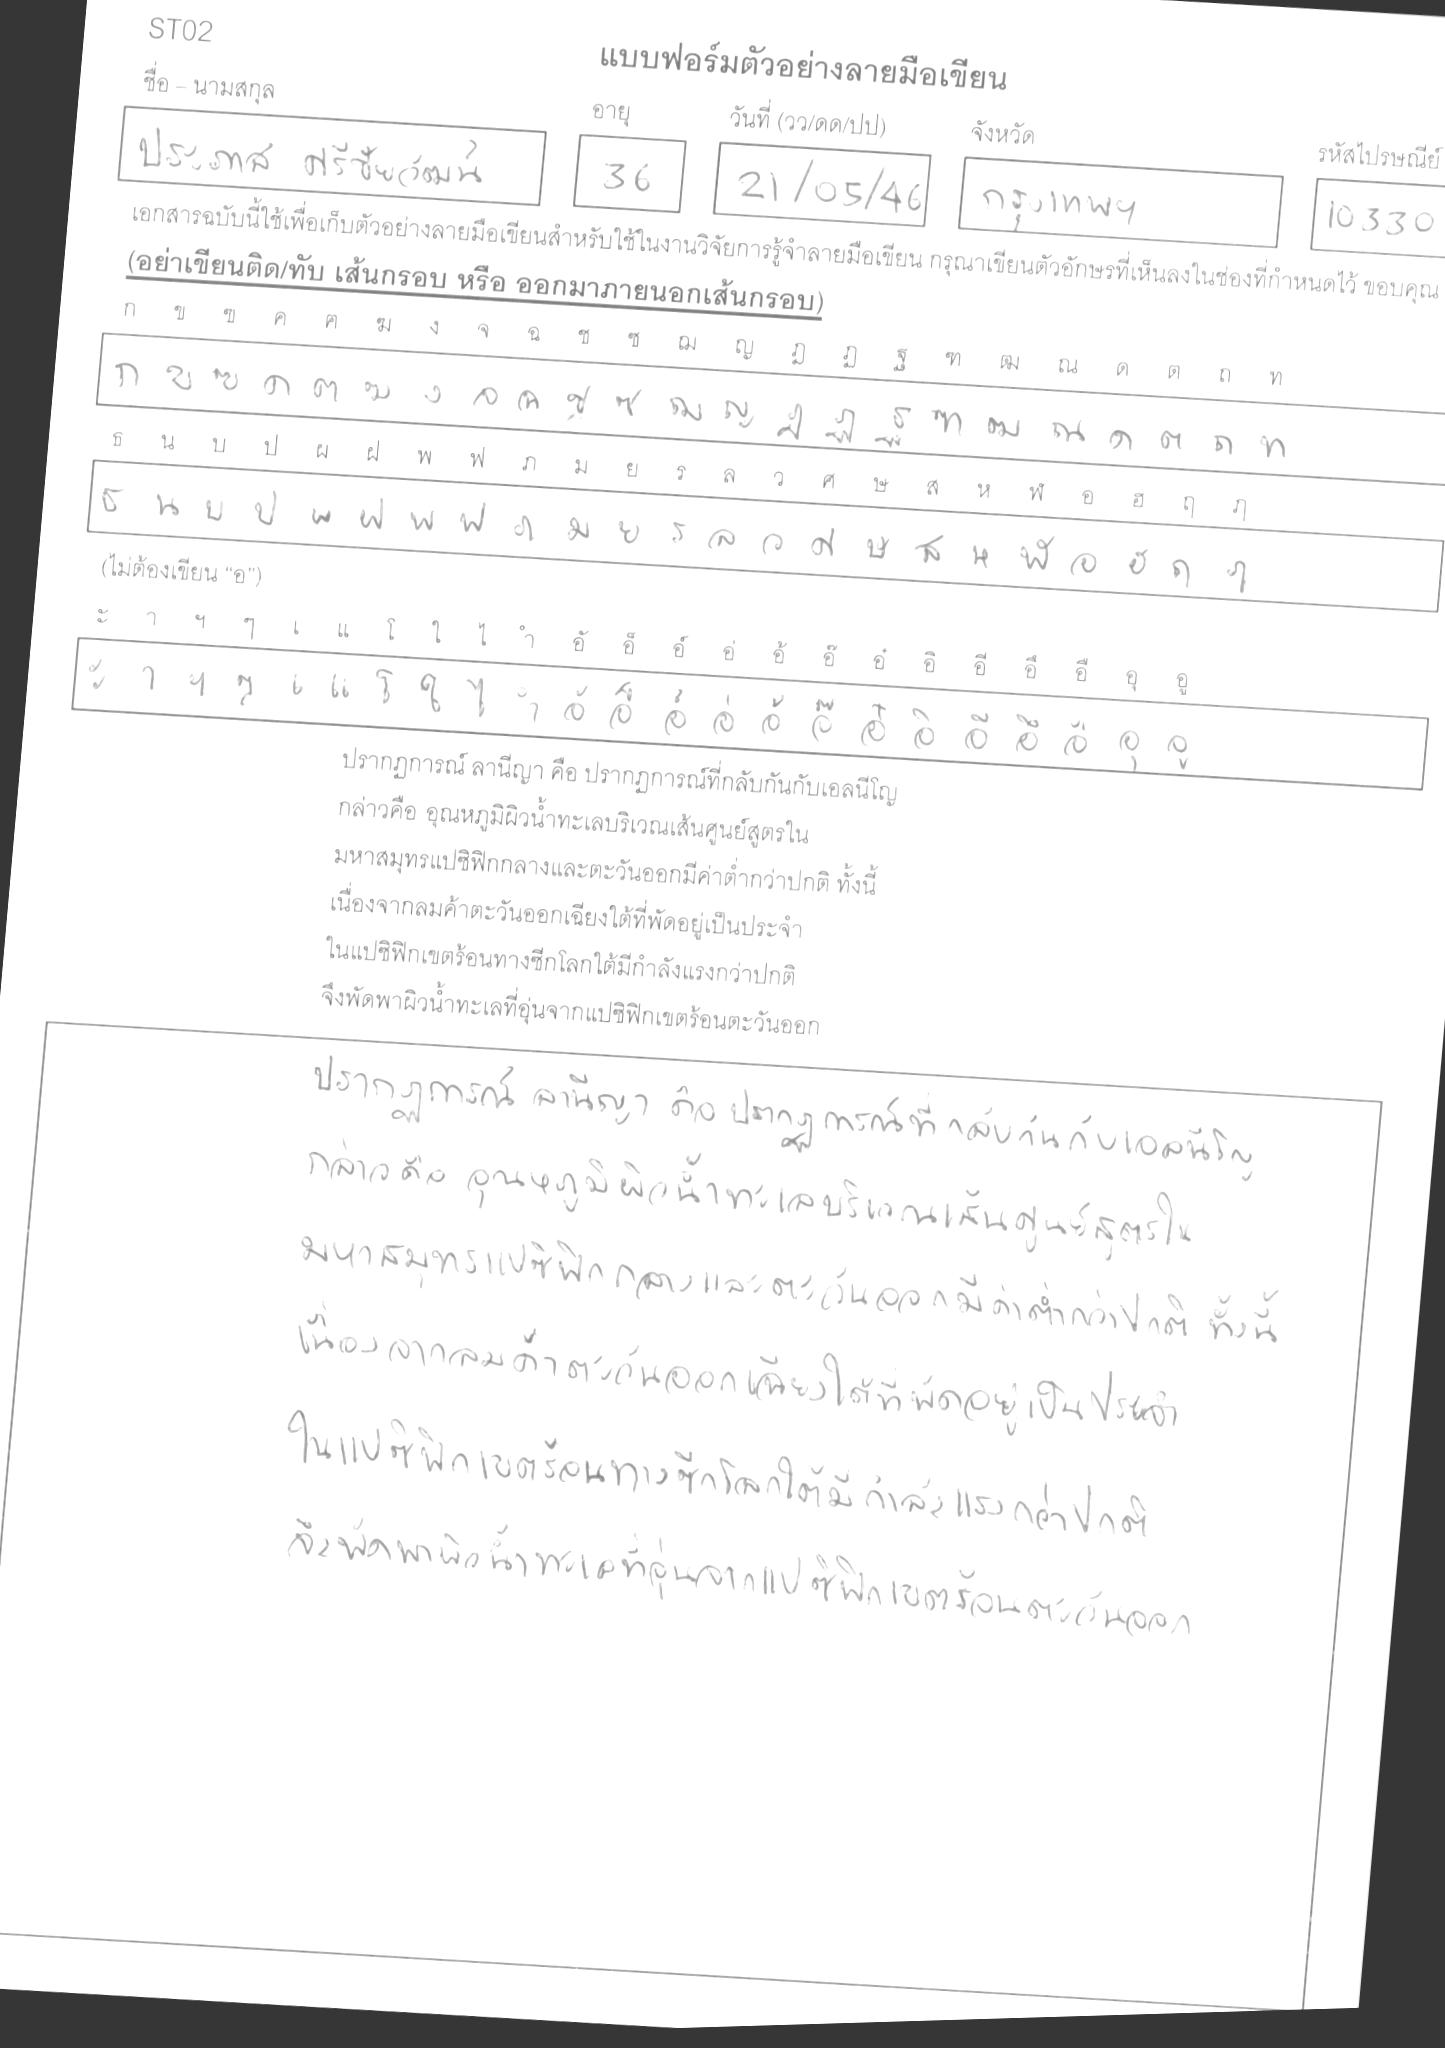 ST02
แบบฟอร์มตัวอย่างลายมือเขียน
ชื่อ – นามสกุล อายุ วันที่ (วว/ดด/ปป) จังหวัด รหัสไปรษณีย์
ประภาส ศรีชัยวัฒน์ 36 21/05/46 กรุงเทพฯ 10330
เอกสารฉบับนี้ใช้เพื่อเก็บตัวอย่างลายมือเขียนสำหรับใช้ในงานวิจัยการรู้จำลายมือเขียน กรุณาเขียนตัวอักษรที่เห็นลงในช่องที่กำหนดไว้ ขอบคุณ
(อย่าเขียนติด/ทับ เส้นกรอบ หรือ ออกมาภายนอกเส้นกรอบ)
ก ข ฃ ค ฅ ฆ ง จ ฉ ช ซ ฌ ญ ฎ ฏ ฐ ฑ ฒ ณ ด ต ถ ท
ก ข ฃ ค ฅ ฆ ง จ ฉ ช ซ ฌ ญ ฎ ฏ ฐ ฑ ฒ ณ ด ต ถ ท
ธ น บ ป ผ ฝ พ ฟ ภ ม ย ร ล ว ศ ษ ส ห ฬ อ ฮ ฤ ฦ
ธ น บ ป ผ ฝ พ ฟ ภ ม ย ร ล ว ศ ษ ส ห ฬ อ ฮ ฤ ฦ
(ไม่ต้องเขียน “อ”)
ะ า ฯ ๆ เ แ โ ใ ไ ำ อั อ็ อ์ อ่ อ้ อ๊ อ๋ อิ อี อึ อื อุ อู
ะ า ฯ ๆ เ แ โ ใ ไ ำ อั อ็ อ์ อ่ อ้ อ๊ อ๋ อิ อี อึ อื อุ อู
ปรากฏการณ์ ลานีญา คือ ปรากฏการณ์ที่กลับกันกับเอลนีโญ
กล่าวคือ อุณหภูมิผิวน้ำทะเลบริเวณเส้นศูนย์สูตรใน
มหาสมุทรแปซิฟิกกลางและตะวันออกมีค่าต่ำกว่าปกติ ทั้งนี้
เนื่องจากลมค้าตะวันออกเฉียงใต้ที่พัดอยู่เป็นประจำ
ในแปซิฟิกเขตร้อนทางซีกโลกใต้มีกำลังแรงกว่าปกติ
จึงพัดพาผิวน้ำทะเลที่อุ่นจากแปซิฟิกเขตร้อนตะวันออก
ปรากฏการณ์ ลานีญา คือ ปรากฏการณ์ที่กลับกันกับเอลนีโญ
กล่าวคือ อุณหภูมิผิวน้ำทะเลบริเวณเส้นศูนย์สูตรใน
มหาสมุทรแปซิฟิกกลางและตะวันออกมีค่าต่ำกว่าปกติ ทั้งนี้
เนื่องจากลมค้าตะวันออกเฉียงใต้ที่พัดอยู่เป็นประจำ
ในแปซิฟิกเขตร้อนทางซีกโลกใต้มีกำลังแรงกว่าปกติ
จึงพัดพาผิวน้ำทะเลที่อุ่นจากแปซิฟิกเขตร้อนตะวันออก